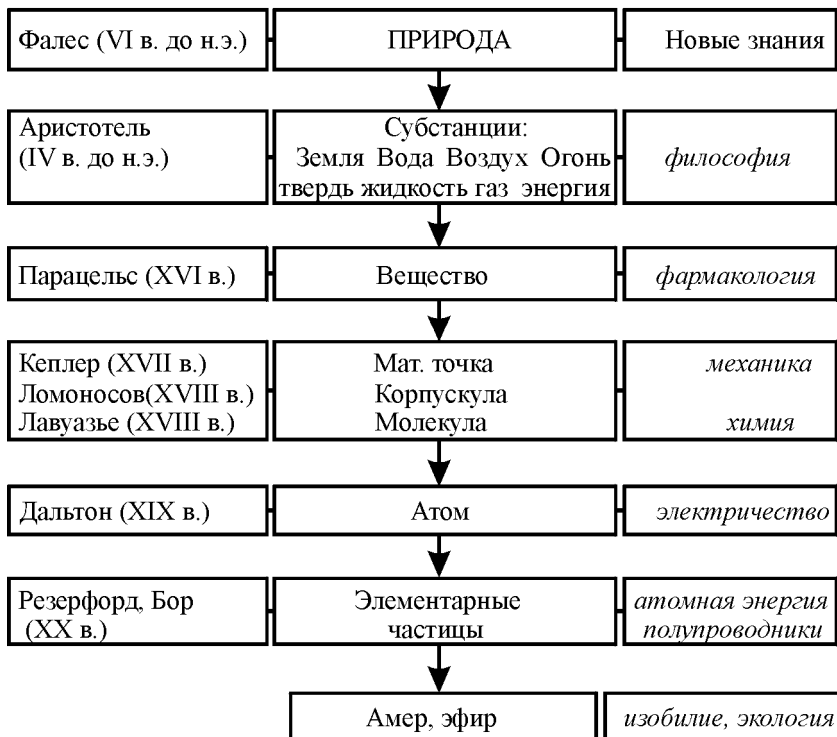 Фалес (VI в. до н.э.)
ПРИРОДА
Новые знания
Аристотель
(IV в. до н.э.)
Субстанции:
Земля Вода Воздух Огонь
твердь жидкость газ энергия
философия
Парацельс (XVI в.)
Вещество
фармакология
Кеплер (XVII в.)
Ломоносов(XVIII в.)
Лавуазье (XVIII в.)
Мат. точка
Корпускула
Молекула
механика
химия
Дальтон (XIX в.)
Атом
электричество
Резерфорд, Бор
(XX в.)
Элементарные
частицы
атомная энергия
полупроводники
Амер, эфир
изобилие, экология